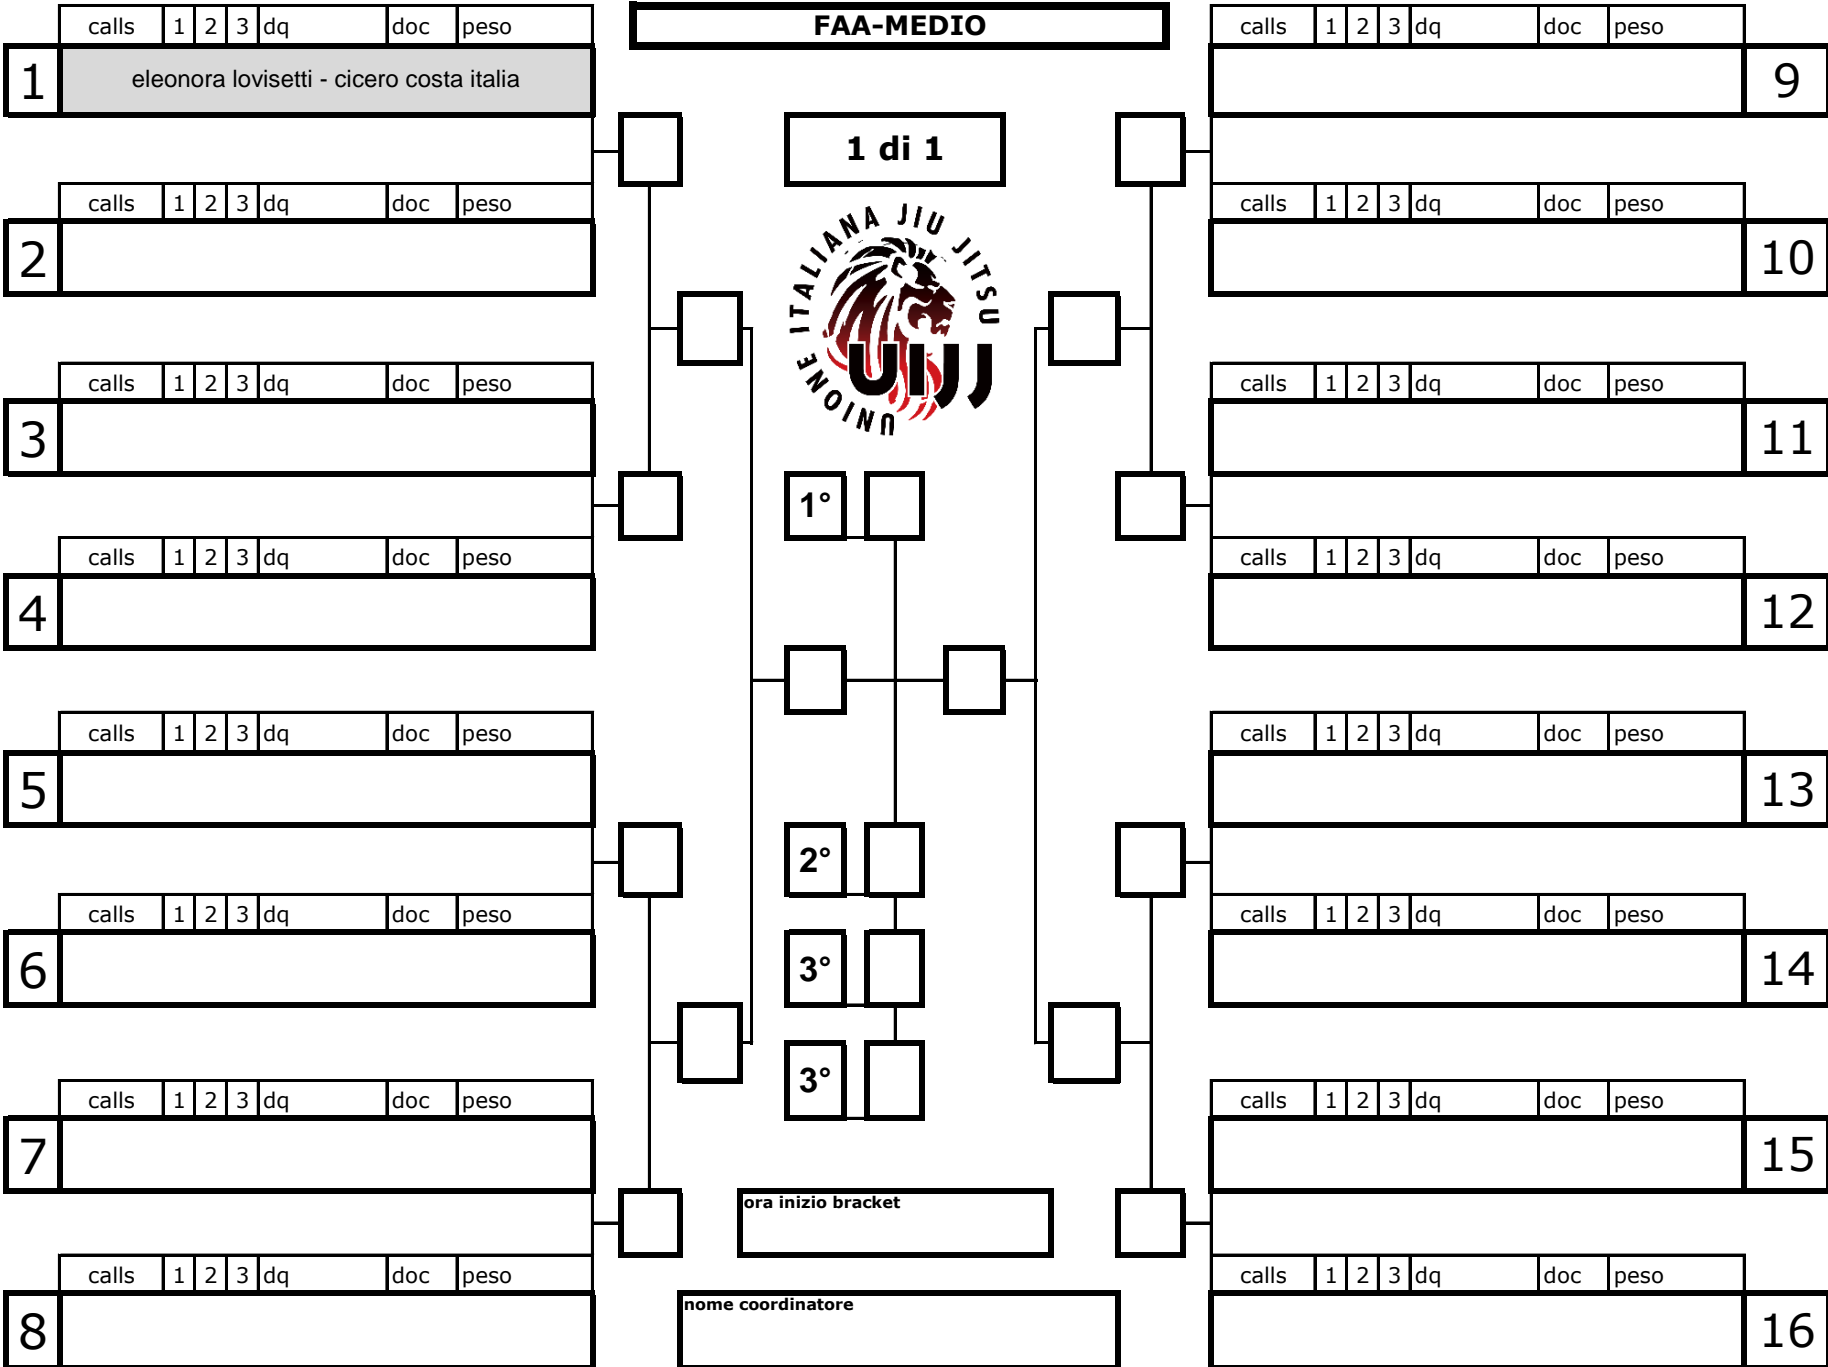 calls 1 2 3 dq doc peso
1 eleonora lovisetti - cicero costa italia
calls 1 2 3 dq doc peso
2
calls 1 2 3 dq doc peso
3
calls 1 2 3 dq doc peso
4
calls 1 2 3 dq doc peso
5
calls 1 2 3 dq doc peso
6
calls 1 2 3 dq doc peso
7
calls 1 2 3 dq doc peso
8
FAA-MEDIO
1 di 1
UNIONE ITALIANA JIU JITSU
UIJJ
1°
2°
3°
3°
ora inizio bracket
nome coordinatore
calls 1 2 3 dq doc peso
9
calls 1 2 3 dq doc peso
10
calls 1 2 3 dq doc peso
11
calls 1 2 3 dq doc peso
12
calls 1 2 3 dq doc peso
13
calls 1 2 3 dq doc peso
14
calls 1 2 3 dq doc peso
15
calls 1 2 3 dq doc peso
16